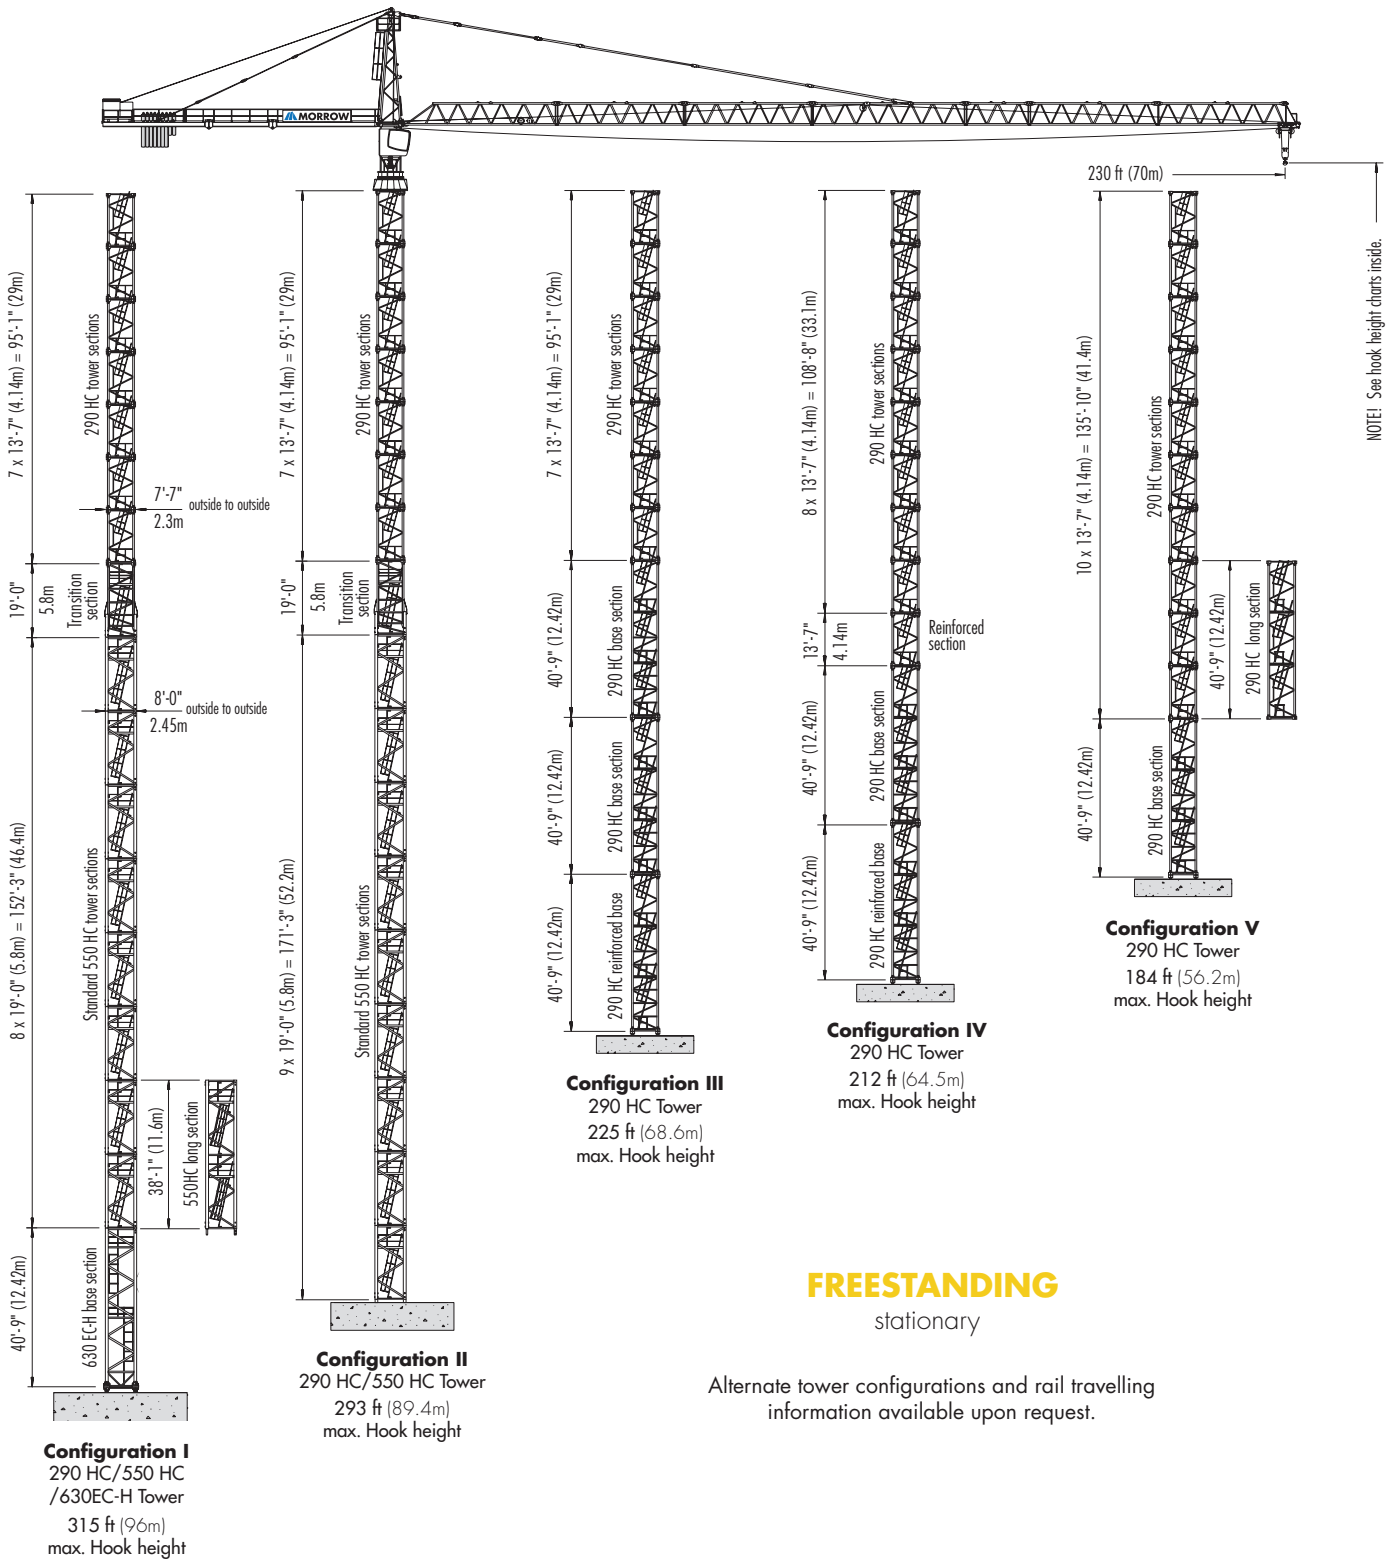 MORROW
230 ft (70m)
NOTE! See hook height charts inside.
7 x 13'-7" (4.14m) = 95'-1" (29m)
290 HC tower sections
7'-7"
outside to outside
2.3m
19'-0"
5.8m
Transition
section
8'-0"
outside to outside
2.45m
8 x 19'-0" (5.8m) = 152'-3" (46.4m)
Standard 550 HC tower sections
38'-1" (11.6m)
550HC long section
40'-9" (12.42m)
630 EC-H base section
Configuration I
290 HC/550 HC
/630EC-H Tower
315 ft (96m)
max. Hook height
7 x 13'-7" (4.14m) = 95'-1" (29m)
290 HC tower sections
19'-0"
5.8m
Transition
section
9 x 19'-0" (5.8m) = 171'-3" (52.2m)
Standard 550 HC tower sections
Configuration II
290 HC/550 HC Tower
293 ft (89.4m)
max. Hook height
7 x 13'-7" (4.14m) = 95'-1" (29m)
290 HC tower sections
40'-9" (12.42m)
290 HC base section
40'-9" (12.42m)
290 HC base section
40'-9" (12.42m)
290 HC reinforced base
Configuration III
290 HC Tower
225 ft (68.6m)
max. Hook height
8 x 13'-7" (4.14m) = 108'-8" (33.1m)
290 HC tower sections
13'-7"
4.14m
Reinforced
section
40'-9" (12.42m)
290 HC base section
40'-9" (12.42m)
290 HC reinforced base
Configuration IV
290 HC Tower
212 ft (64.5m)
max. Hook height
10 x 13'-7" (4.14m) = 135'-10" (41.4m)
290 HC tower sections
40'-9" (12.42m)
290 HC long section
40'-9" (12.42m)
290 HC base section
Configuration V
290 HC Tower
184 ft (56.2m)
max. Hook height
FREESTANDING
stationary
Alternate tower configurations and rail travelling
information available upon request.